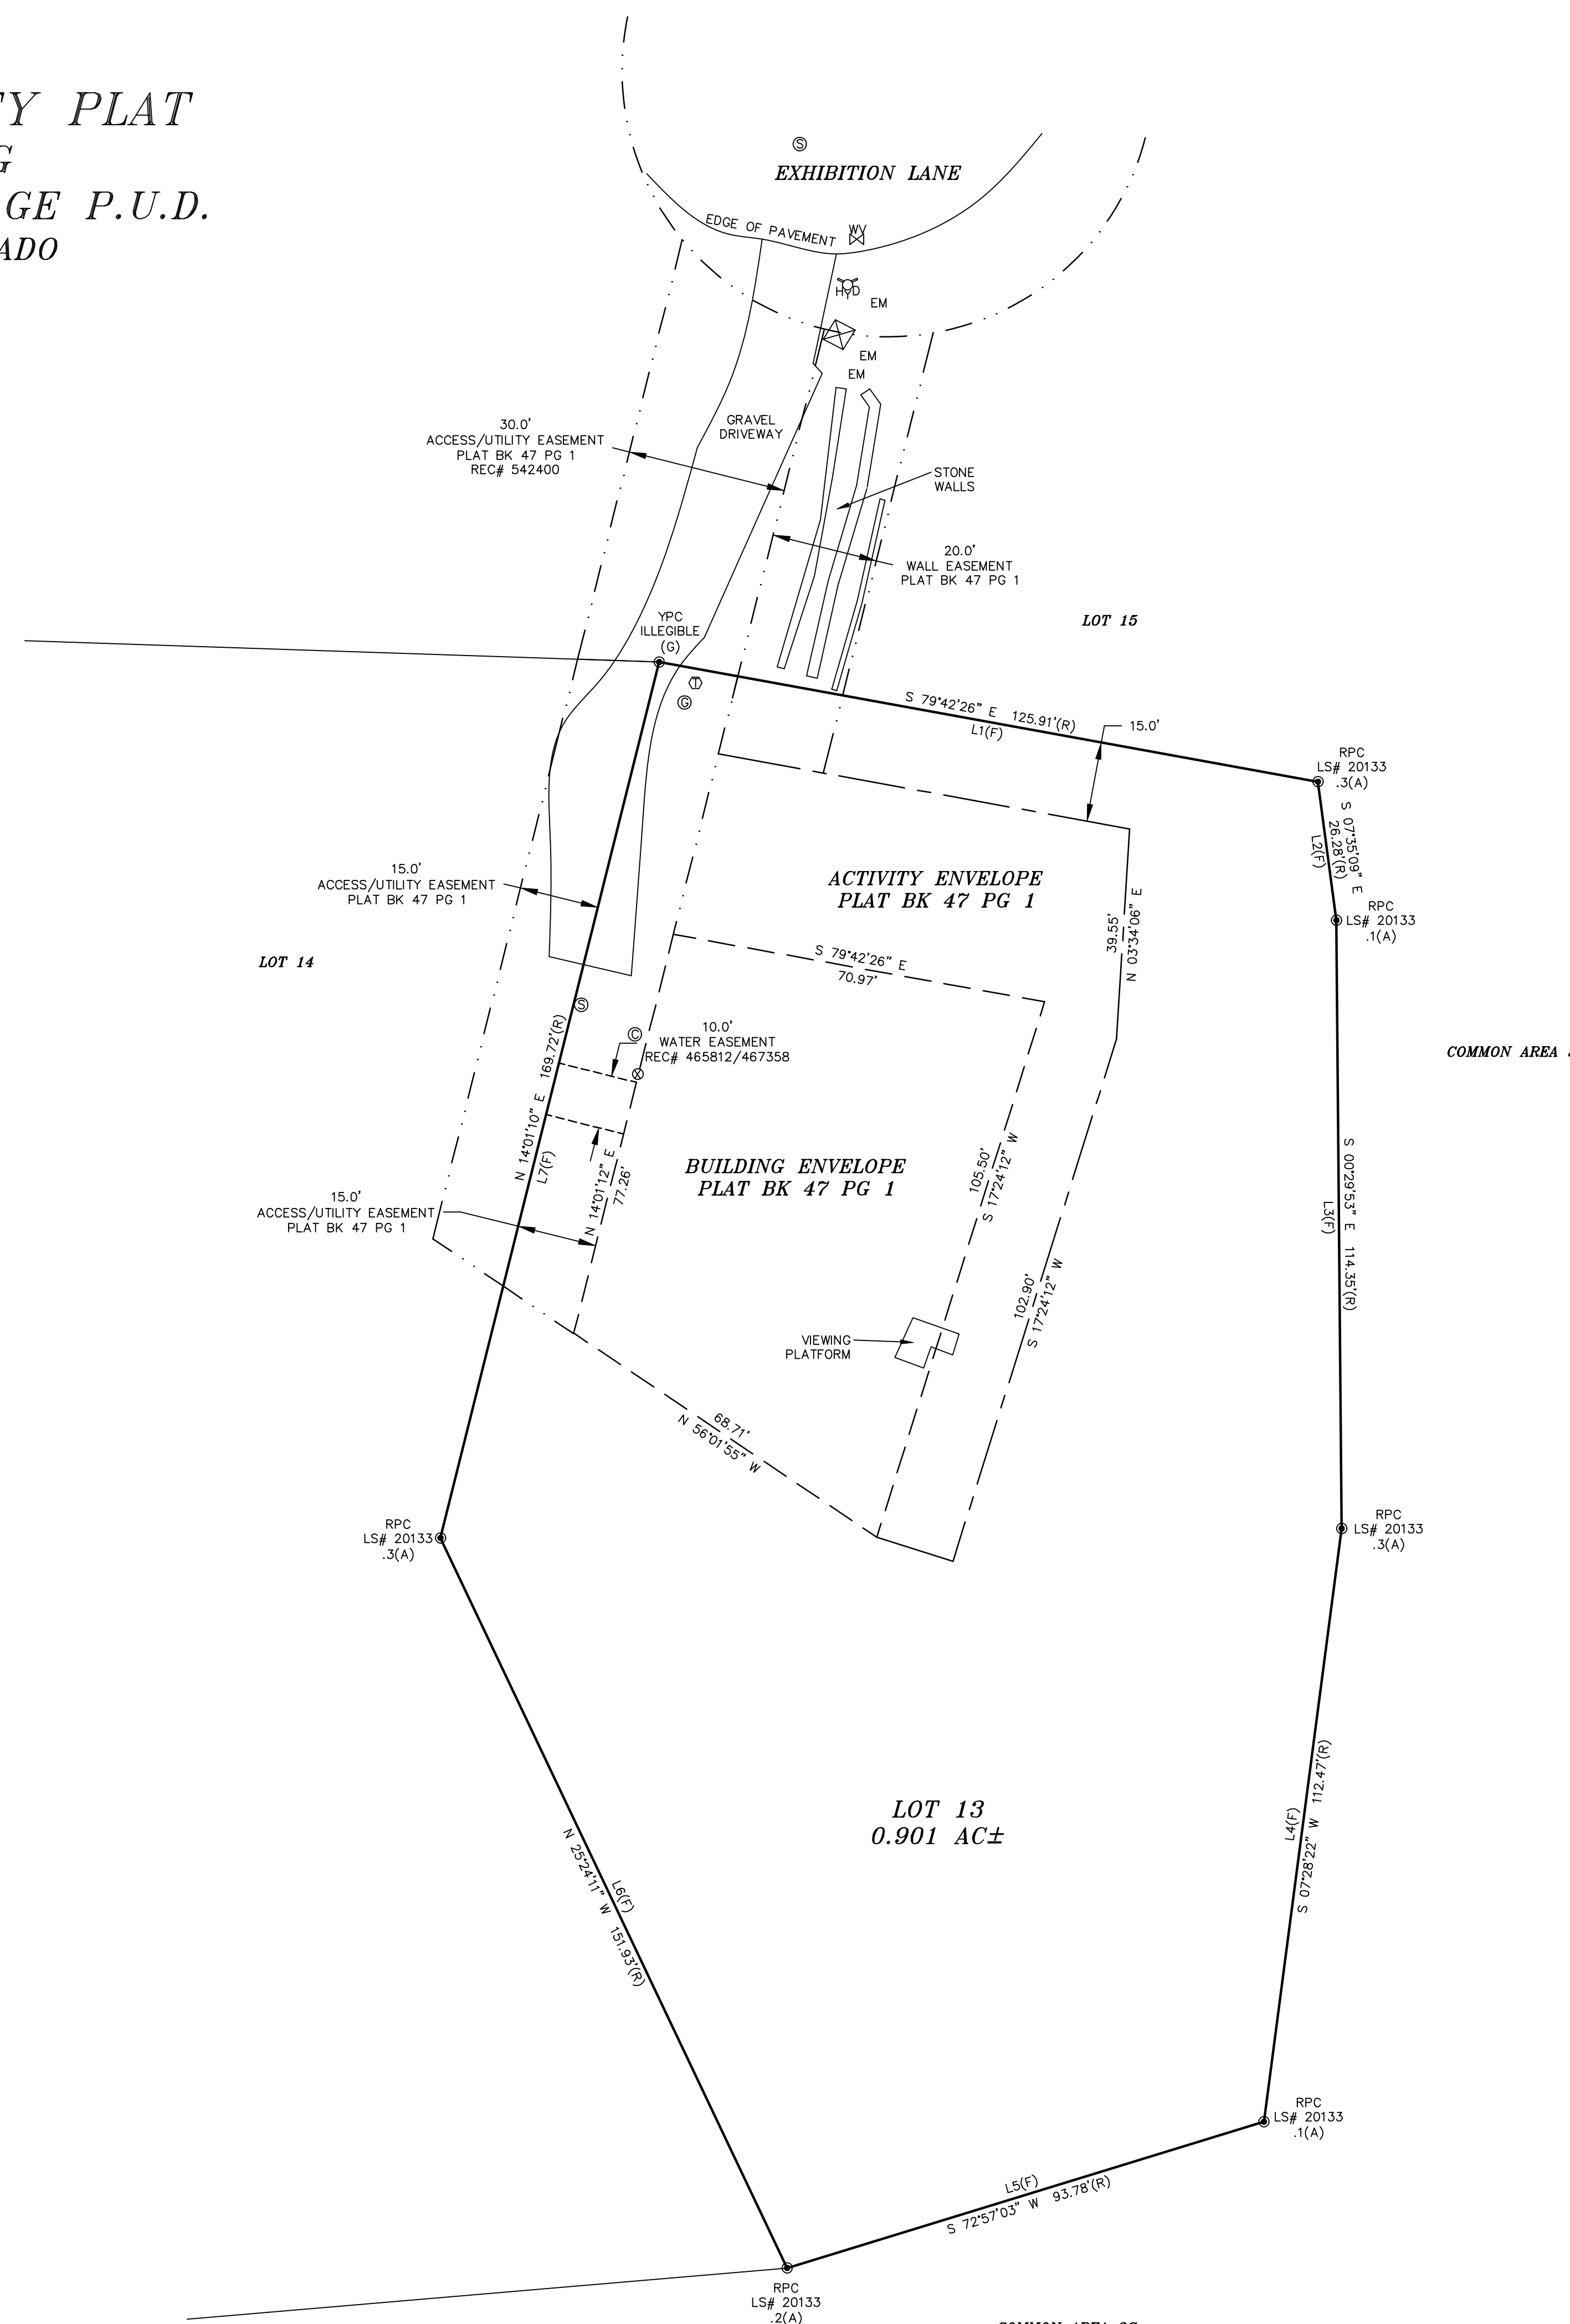 TY PLAT
G
GE P.U.D.
ADO
Ⓢ
EXHIBITION LANE
EDGE OF PAVEMENT
WV
HYD
EM
EM
EM
30.0'
ACCESS/UTILITY EASEMENT
PLAT BK 47 PG 1
REC# 542400
GRAVEL
DRIVEWAY
STONE
WALLS
20.0'
WALL EASEMENT
PLAT BK 47 PG 1
LOT 15
YPC
ILLEGIBLE
(G)
T
G
S 79°42'26" E 125.91'(R)
L1(F)
15.0'
RPC
LS# 20133
.3(A)
S 07°35'09" E
26.28'(R)
L2(F)
RPC
LS# 20133
.1(A)
ACTIVITY ENVELOPE
PLAT BK 47 PG 1
39.55'
N 03°34'06" E
15.0'
ACCESS/UTILITY EASEMENT
PLAT BK 47 PG 1
LOT 14
S 79°42'26" E
70.97'
S
C
10.0'
WATER EASEMENT
REC# 465812/467358
COMMON AREA
N 14°01'10" E 169.72'(R)
L7(F)
N 14°01'12" E
77.26'
BUILDING ENVELOPE
PLAT BK 47 PG 1
105.50'
S 17°24'12" W
102.90'
S 17°24'12" W
S 00°29'53" E 114.35'(R)
L3(F)
15.0'
ACCESS/UTILITY EASEMENT
PLAT BK 47 PG 1
VIEWING
PLATFORM
68.71'
N 56°01'55" W
RPC
LS# 20133
.3(A)
RPC
LS# 20133
.3(A)
LOT 13
0.901 AC±
L4(F)
S 07°28'22" W 112.47'(R)
L6(F)
N 25°24'11" W 151.93'(R)
RPC
LS# 20133
.1(A)
L5(F)
S 72°57'03" W 93.78'(R)
RPC
LS# 20133
.2(A)